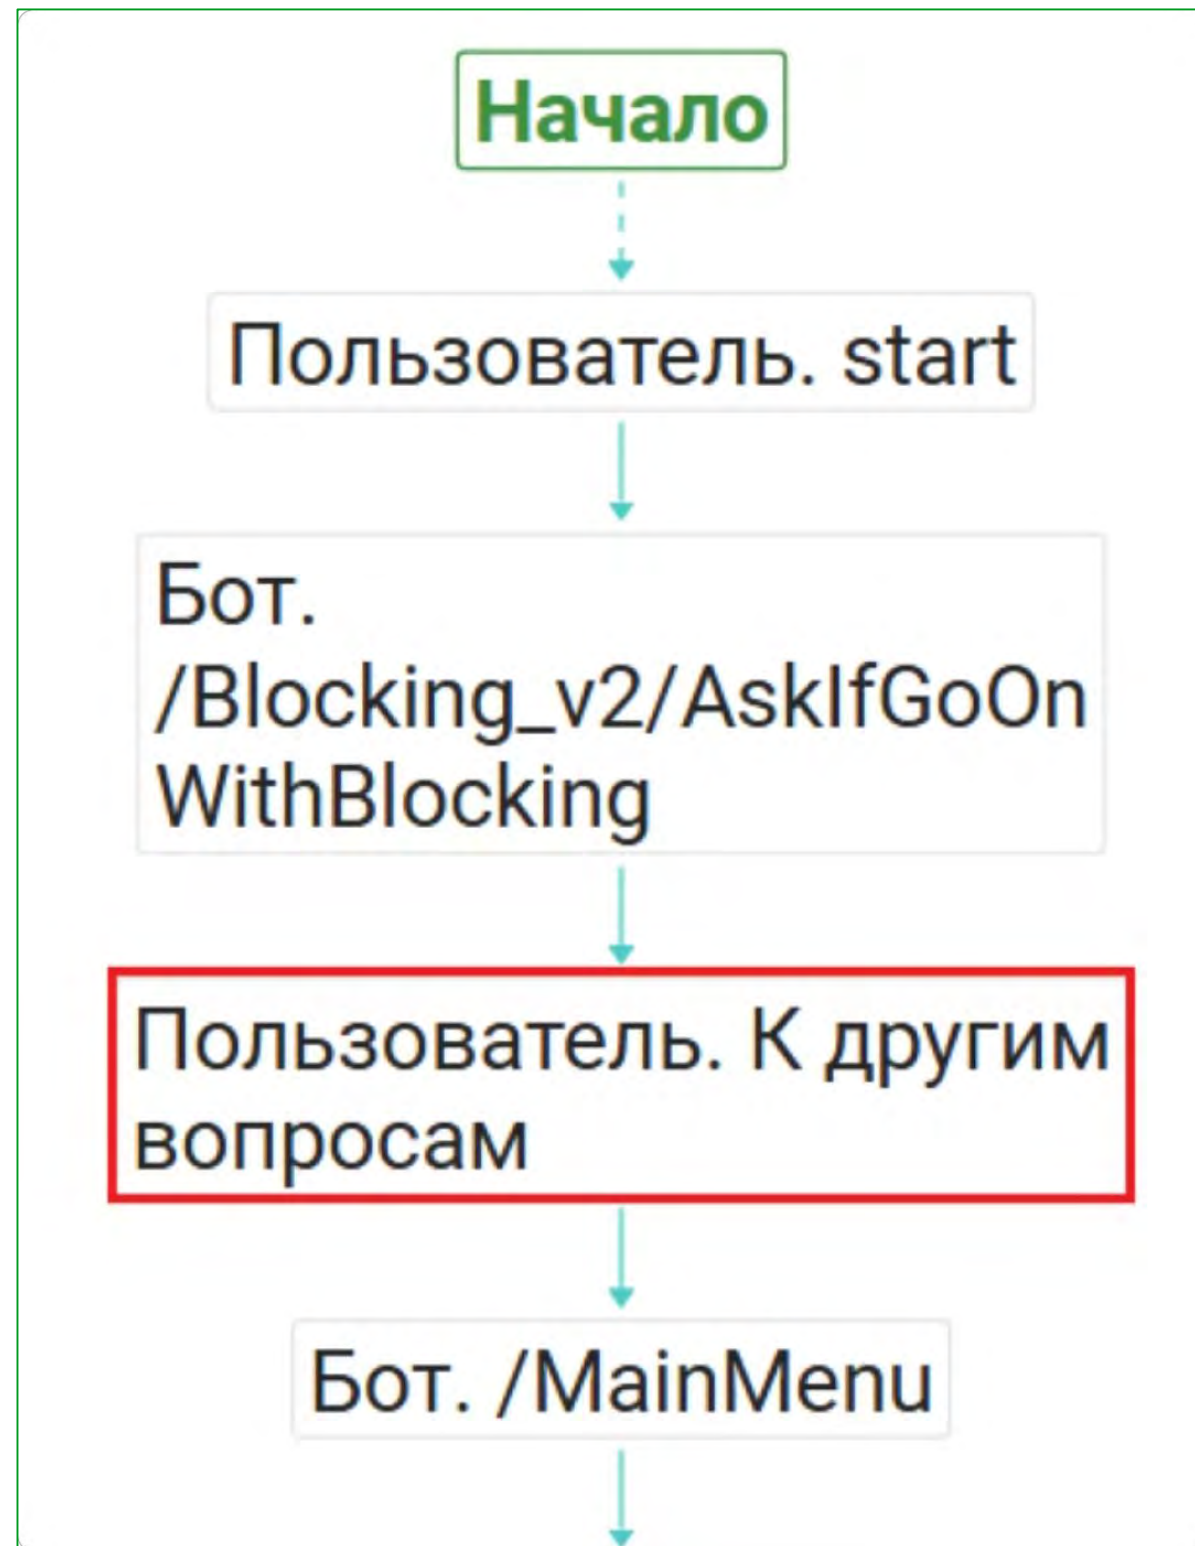 Начало
Пользователь. start
Бот.
/Blocking_v2/AskIfGoOn
WithBlocking
Пользователь. К другим
вопросам
Бот. /MainMenu